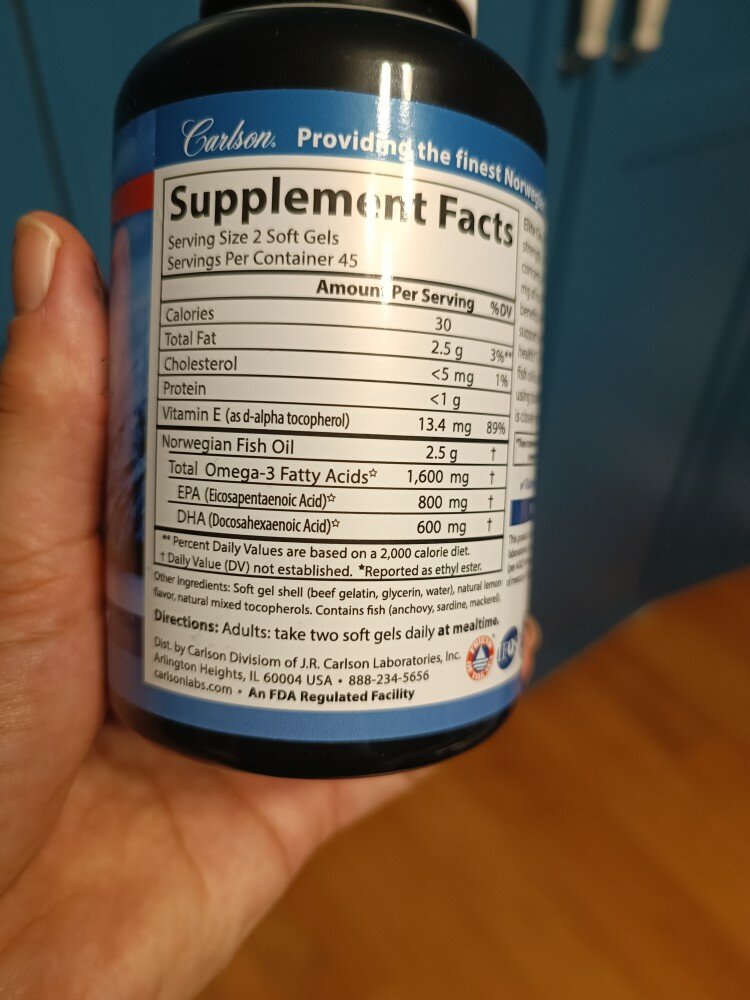 Carlson® Providing the finest Norwegian
Supplement Facts
Serving Size 2 Soft Gels
Servings Per Container 45
Amount Per Serving %DV
Calories 30
Total Fat 2.5 g 3%**
Cholesterol <5 mg 1%
Protein <1 g
Vitamin E (as d-alpha tocopherol) 13.4 mg 89%
Norwegian Fish Oil 2.5 g †
Total Omega-3 Fatty Acids☆ 1,600 mg †
EPA (Eicosapentaenoic Acid)☆ 800 mg †
DHA (Docosahexaenoic Acid)☆ 600 mg †
** Percent Daily Values are based on a 2,000 calorie diet.
† Daily Value (DV) not established. ★Reported as ethyl ester.
Other ingredients: Soft gel shell (beef gelatin, glycerin, water), natural lemon
flavor, natural mixed tocopherols. Contains fish (anchovy, sardine, mackerel).
Directions: Adults: take two soft gels daily at mealtime.
Dist. by Carlson Divisiom of J.R. Carlson Laboratories, Inc.
Arlington Heights, IL 60004 USA • 888-234-5656
carlsonlabs.com • An FDA Regulated Facility